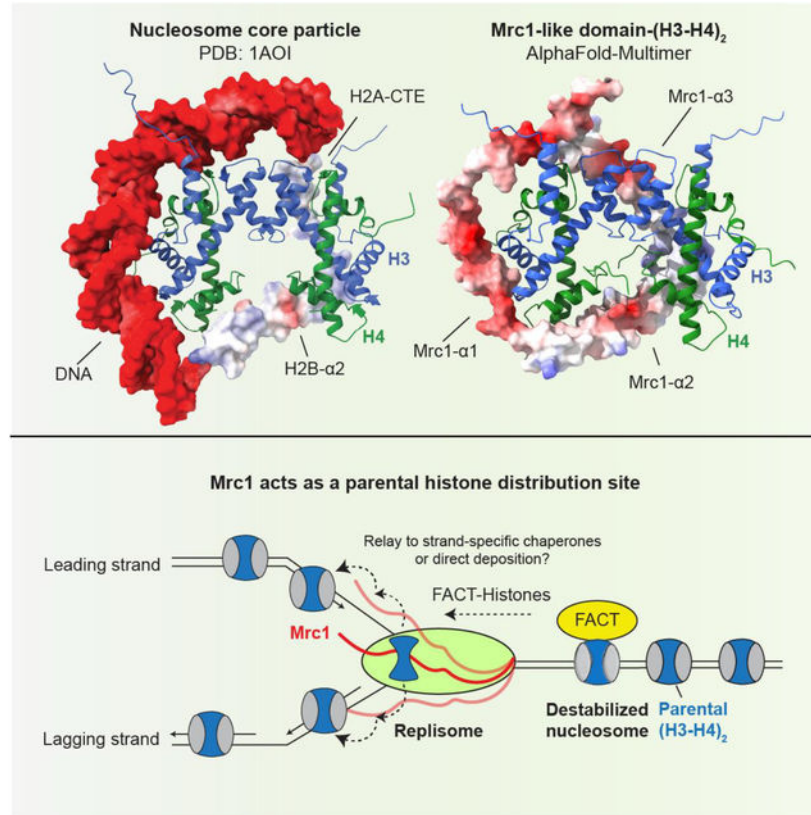 Nucleosome core particle
PDB: 1AOI
H2A-CTE
H3
H4
H2B-α2
DNA
Mrc1-like domain-(H3-H4)₂
AlphaFold-Multimer
Mrc1-α3
H3
H4
Mrc1-α1
Mrc1-α2
Mrc1 acts as a parental histone distribution site
Leading strand
Relay to strand-specific chaperones
or direct deposition?
FACT-Histones
FACT
Mrc1
Lagging strand
Replisome
Destabilized
nucleosome
Parental
(H3-H4)₂